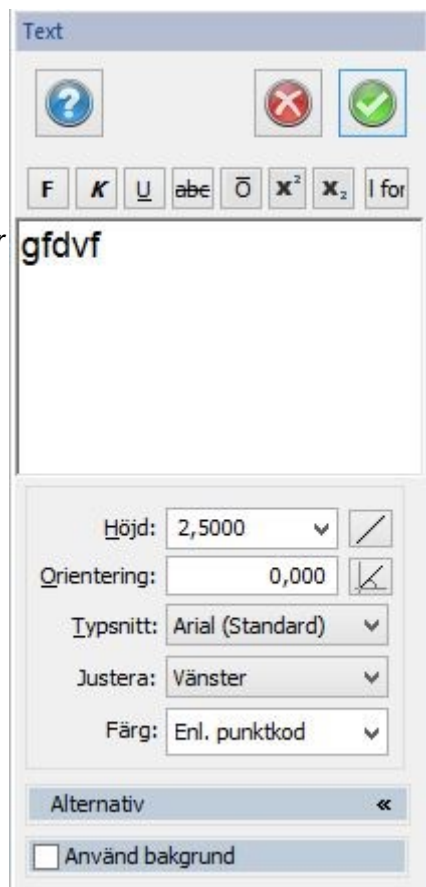 Text
F K U abc O x² x₂ l for
r
gfdvf
Höjd: 2,5000
Orientering: 0,000
Typsnitt: Arial (Standard)
Justera: Vänster
Färg: Enl. punktkod
Alternativ «
Använd bakgrund